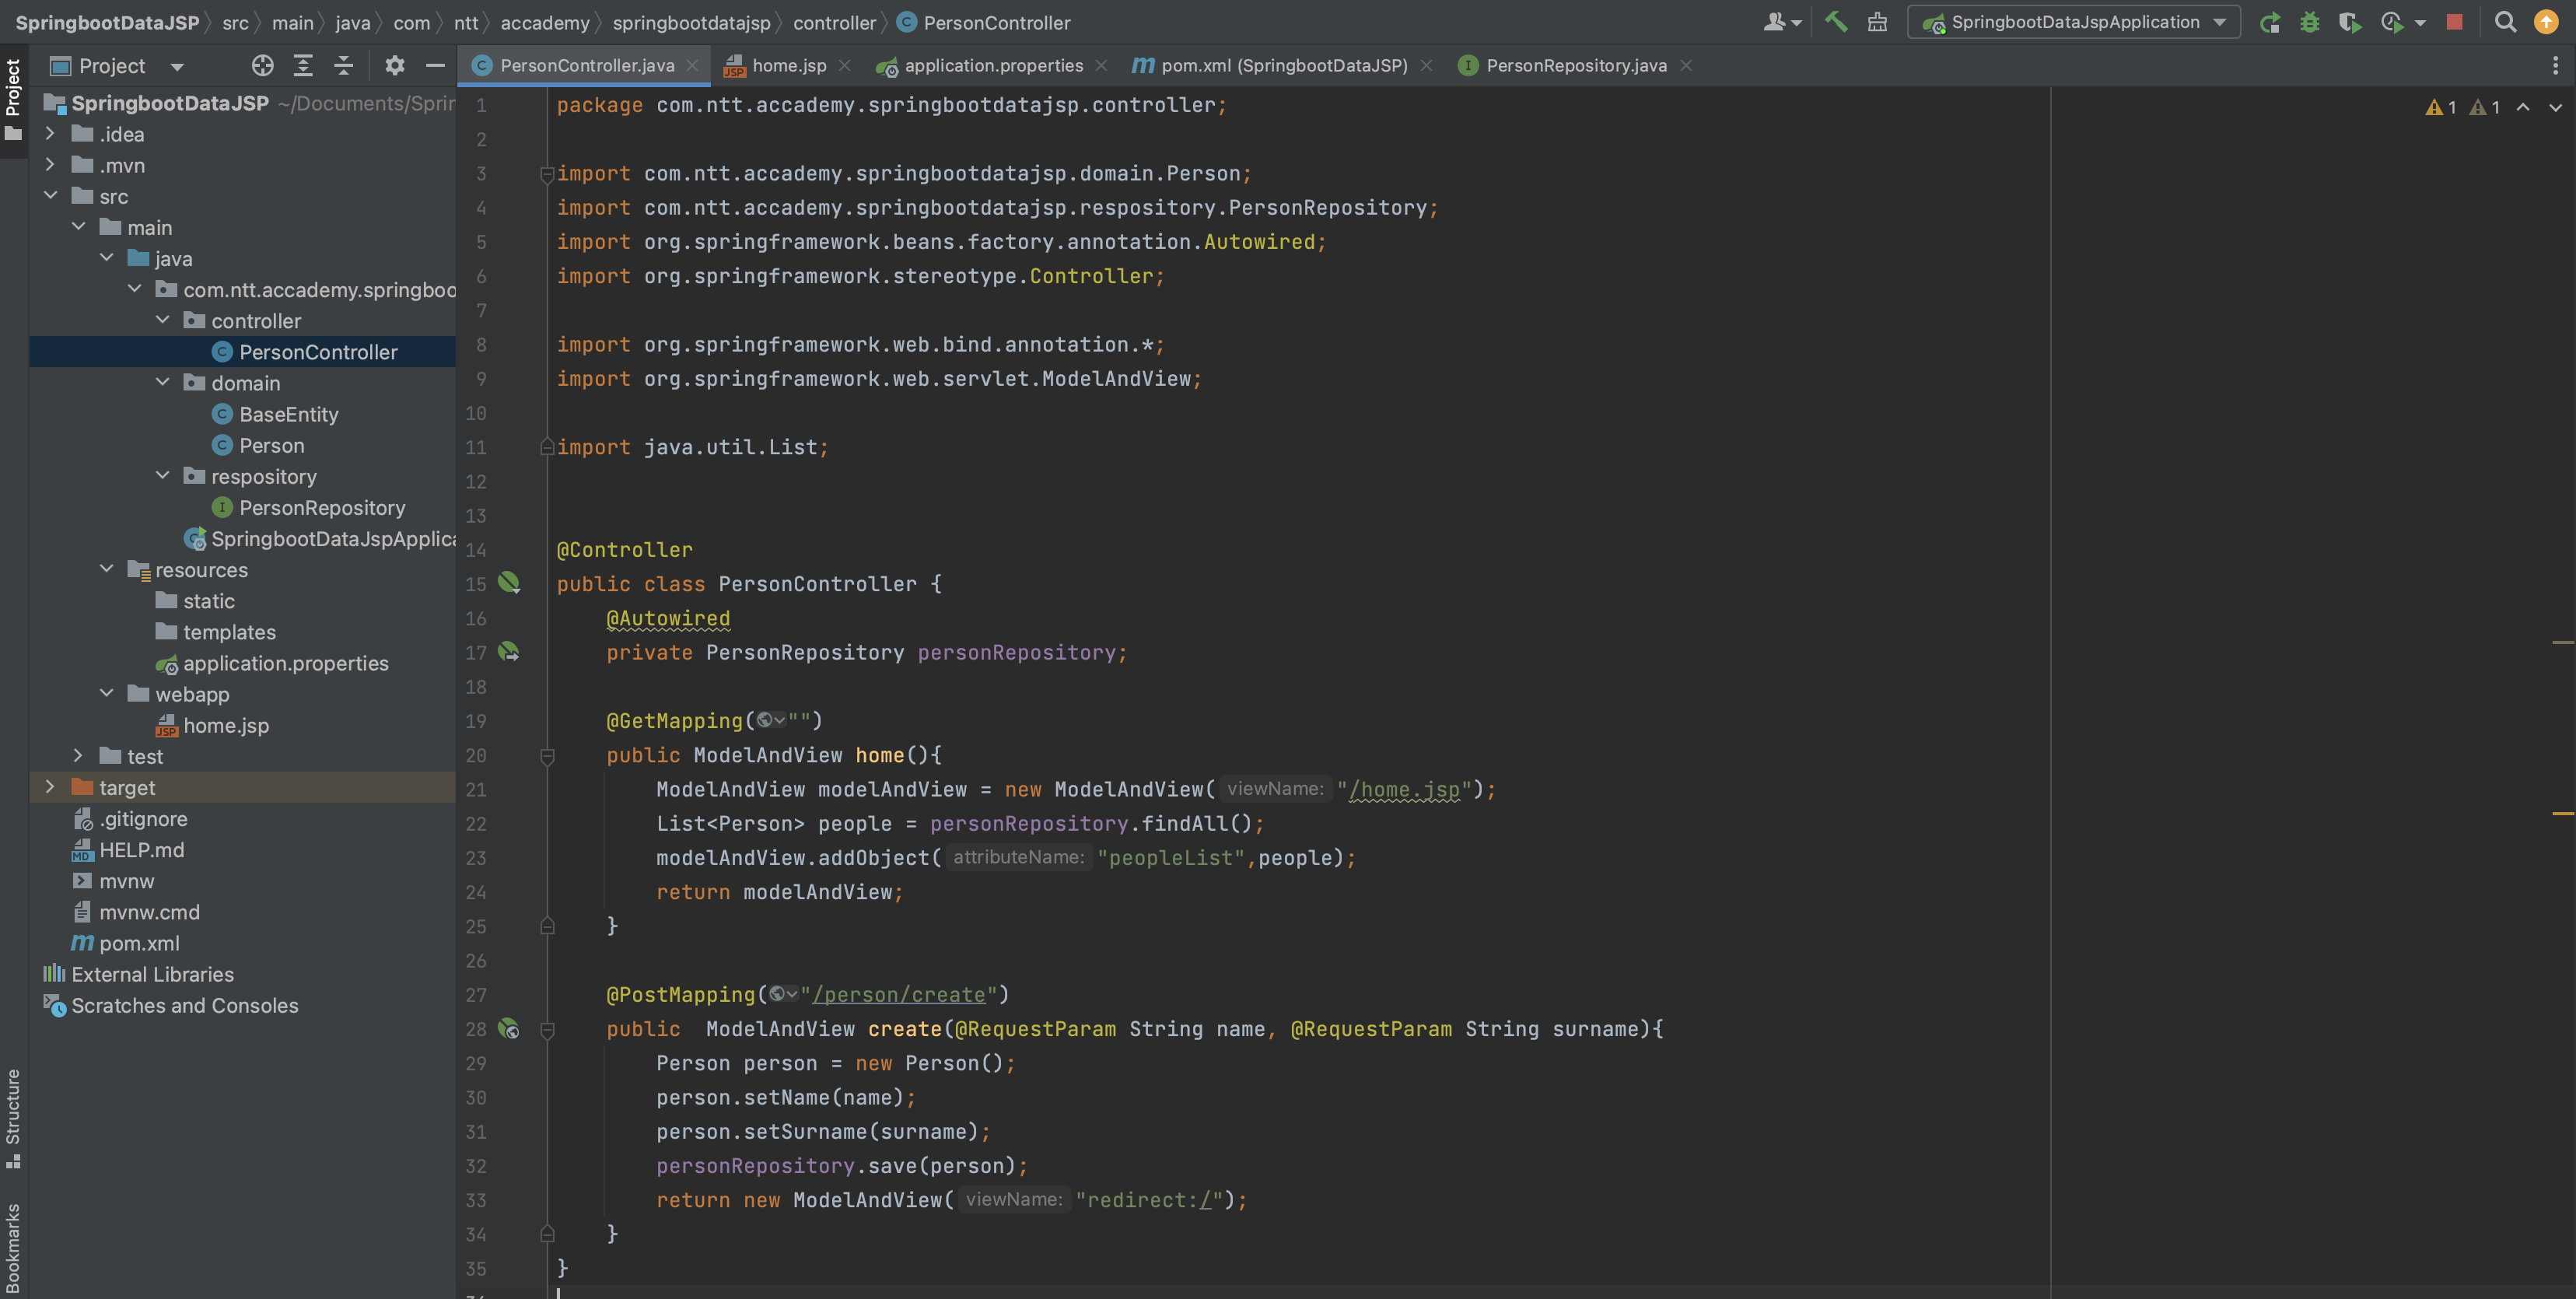 SpringbootDataJSP src main java com ntt accademy springbootdatajsp controller PersonController SpringbootDataJspApplication
Project PersonController.java home.jsp application.properties pom.xml (SpringbootDataJSP) PersonRepository.java
Project
Structure
Bookmarks
SpringbootDataJSP ~/Documents/Sprir
.idea
.mvn
src
main
java
com.ntt.accademy.springboo
controller
PersonController
domain
BaseEntity
Person
respository
PersonRepository
SpringbootDataJspApplica
resources
static
templates
application.properties
webapp
home.jsp
test
target
.gitignore
HELP.md
mvnw
mvnw.cmd
pom.xml
External Libraries
Scratches and Consoles
1 package com.ntt.accademy.springbootdatajsp.controller; 1 1
2
3 import com.ntt.accademy.springbootdatajsp.domain.Person;
4 import com.ntt.accademy.springbootdatajsp.respository.PersonRepository;
5 import org.springframework.beans.factory.annotation.Autowired;
6 import org.springframework.stereotype.Controller;
7
8 import org.springframework.web.bind.annotation.*;
9 import org.springframework.web.servlet.ModelAndView;
10
11 import java.util.List;
12
13
14 @Controller
15 public class PersonController {
16 @Autowired
17 private PersonRepository personRepository;
18
19 @GetMapping("")
20 public ModelAndView home(){
21 ModelAndView modelAndView = new ModelAndView( viewName: "/home.jsp");
22 List<Person> people = personRepository.findAll();
23 modelAndView.addObject( attributeName: "peopleList",people);
24 return modelAndView;
25 }
26
27 @PostMapping("/person/create")
28 public  ModelAndView create(@RequestParam String name, @RequestParam String surname){
29 Person person = new Person();
30 person.setName(name);
31 person.setSurname(surname);
32 personRepository.save(person);
33 return new ModelAndView( viewName: "redirect:/");
34 }
35 }